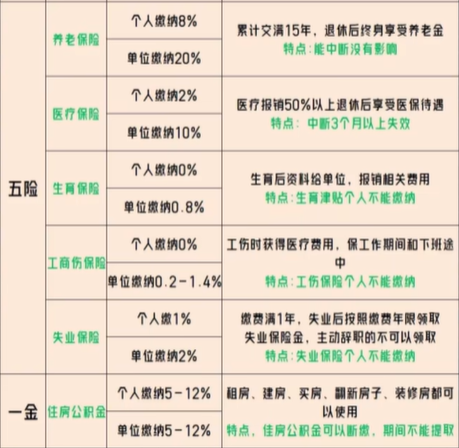 五险
养老保险
个人缴纳8%
单位缴纳20%
累计交满15年，退休后终身享受养老金
特点:能中断没有影响
医疗保险
个人缴纳2%
单位缴纳10%
医疗报销50%以上退休后享受医保待遇
特点: 中断3个月以上失效
生育保险
个人缴纳0%
单位缴纳0.8%
生育后资料给单位，报销相关费用
特点:生育津贴个人不能缴纳
工商伤保险
个人缴纳0%
单位缴纳0.2-1.4%
工伤时获得医疗费用，保工作期间和下班途
中
特点:工伤保险个人不能缴纳
失业保险
个人缴1%
单位缴纳2%
缴费满1年，失业后按照缴费年限领取
失业保险金，主动辞职的不可以领取
特点:失业保险个人不能缴纳
一金
住房公积金
个人缴纳5-12%
单位缴纳5-12%
租房、建房、买房、翻新房子、装修房都可
以使用
特点，住房公积金可以断缴，期间不能提取